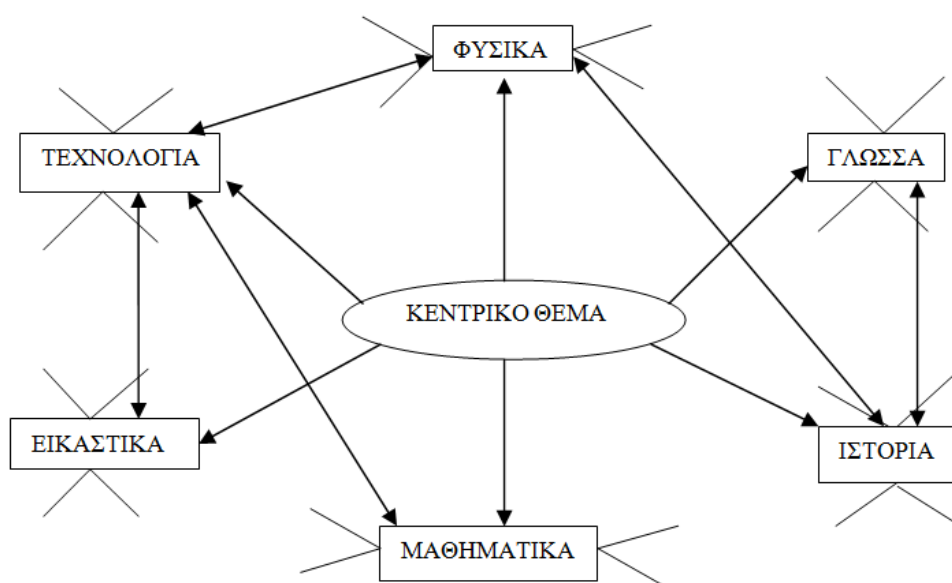 ΦΥΣΙΚΑ
ΤΕΧΝΟΛΟΓΙΑ
ΓΛΩΣΣΑ
ΚΕΝΤΡΙΚΟ ΘΕΜΑ
ΕΙΚΑΣΤΙΚΑ
ΙΣΤΟΡΙΑ
ΜΑΘΗΜΑΤΙΚΑ